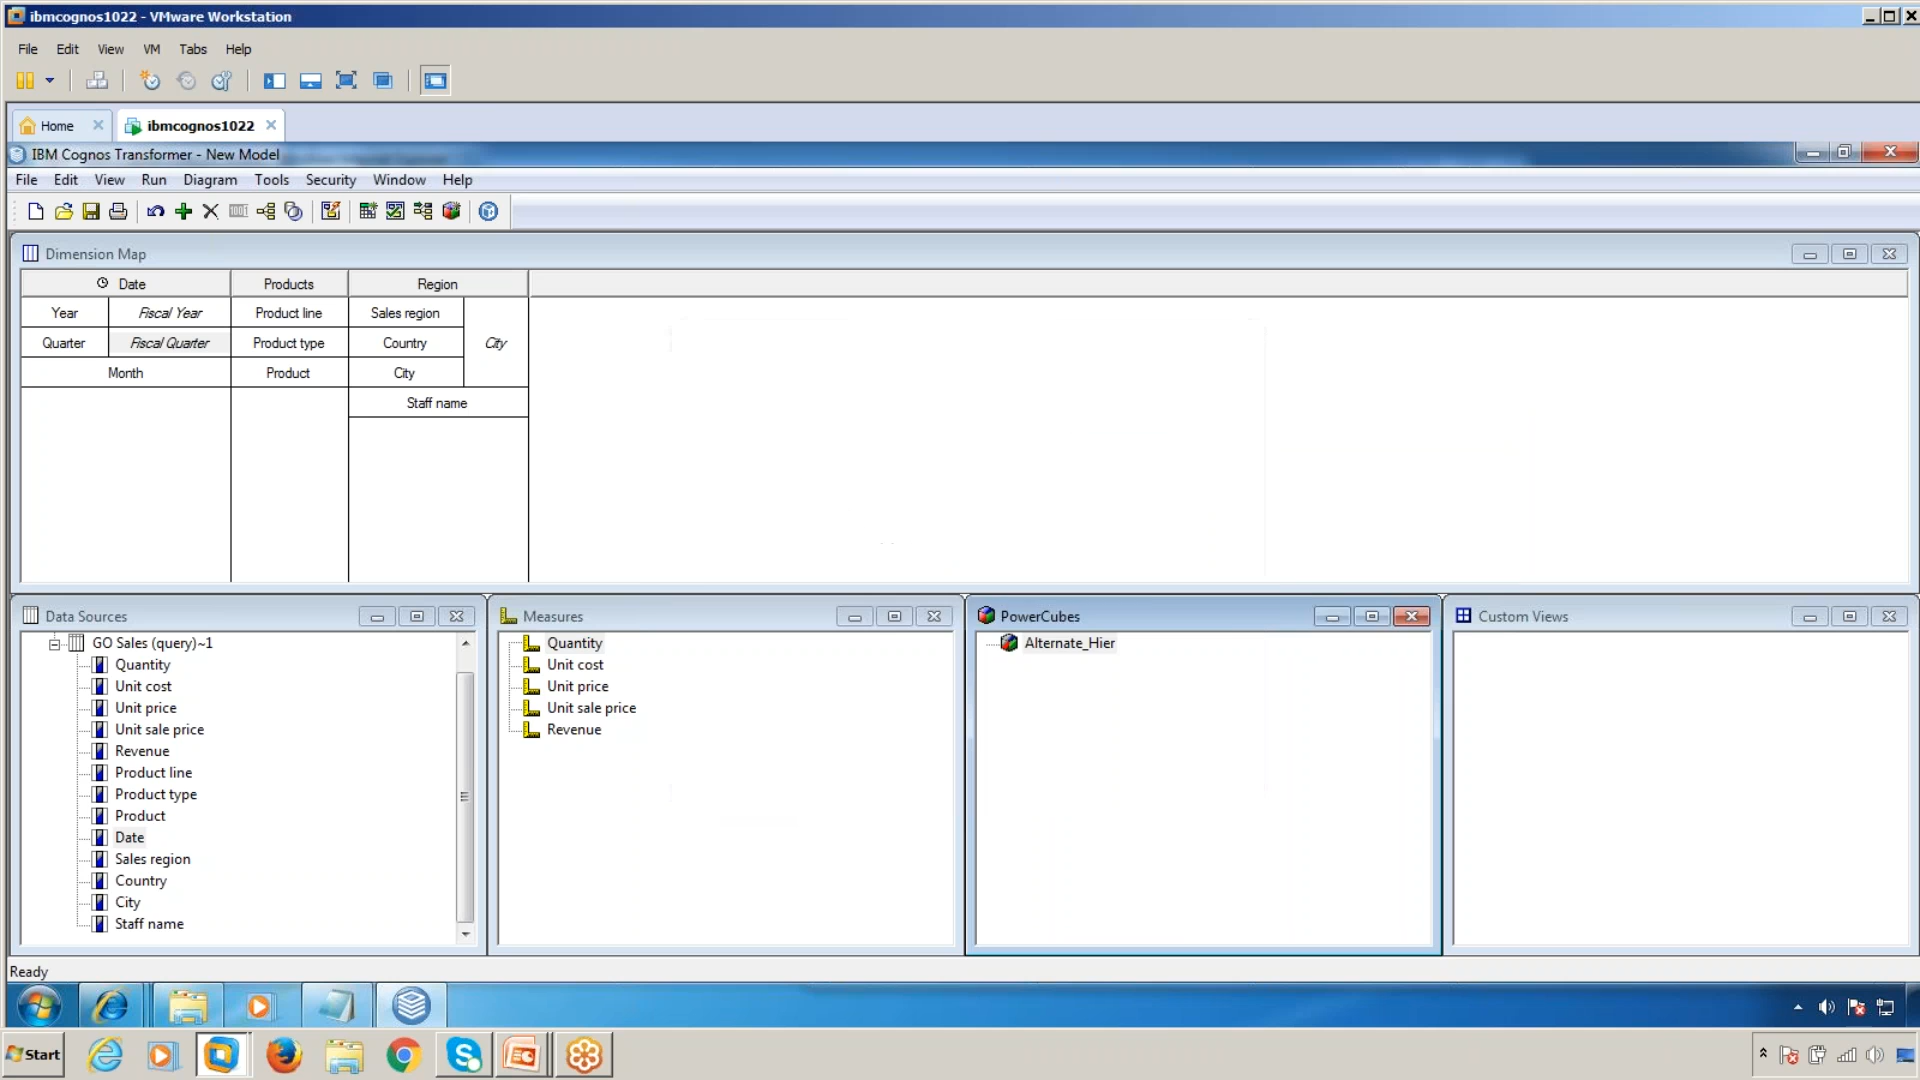 ibmcognos1022 - VMware Workstation
File Edit View VM Tabs Help
Home ibmcognos1022
IBM Cognos Transformer - New Model
File Edit View Run Diagram Tools Security Window Help
Dimension Map
Date Products Region
Year Fiscal Year Product line Sales region
Quarter Fiscal Quarter Product type Country City
Month Product City
Staff name
Data Sources
GO Sales (query)~1
Quantity
Unit cost
Unit price
Unit sale price
Revenue
Product line
Product type
Product
Date
Sales region
Country
City
Staff name
Measures
Quantity
Unit cost
Unit price
Unit sale price
Revenue
PowerCubes
Alternate_Hier
Custom Views
Ready
Start